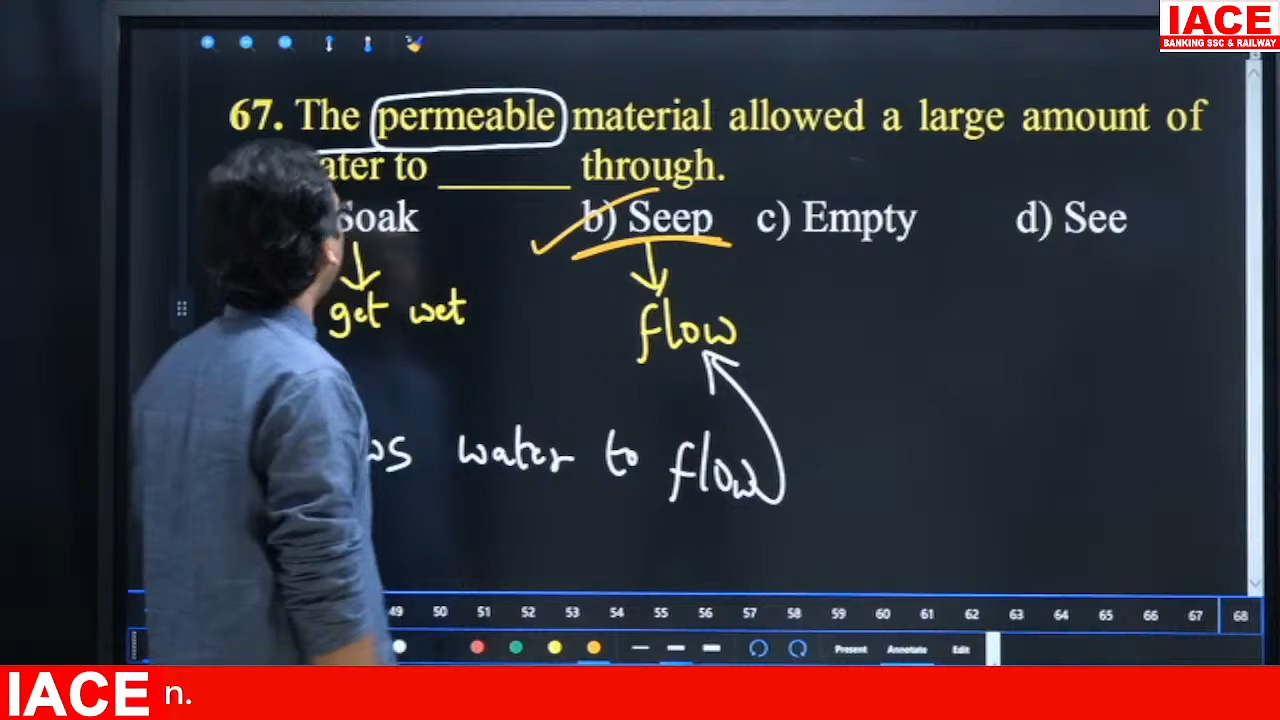 IACE
BANKING SSC & RAILWAY
67. The permeable material allowed a large amount of
ater to ______ through.
Soak b) Seep c) Empty d) See
get wet
flow
ws water to flow
49 50 51 52 53 54 55 56 57 58 59 60 61 62 63 64 65 66 67 68
Present Annotate Edit
IACE n.